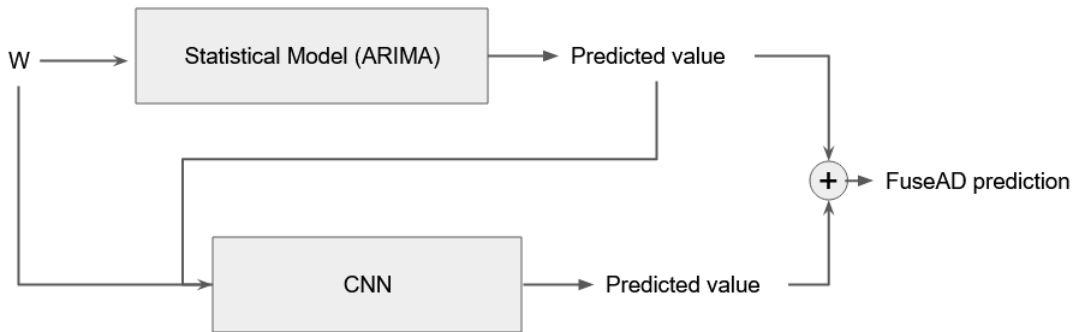 W
Statistical Model (ARIMA)
Predicted value
+
FuseAD prediction
CNN
Predicted value